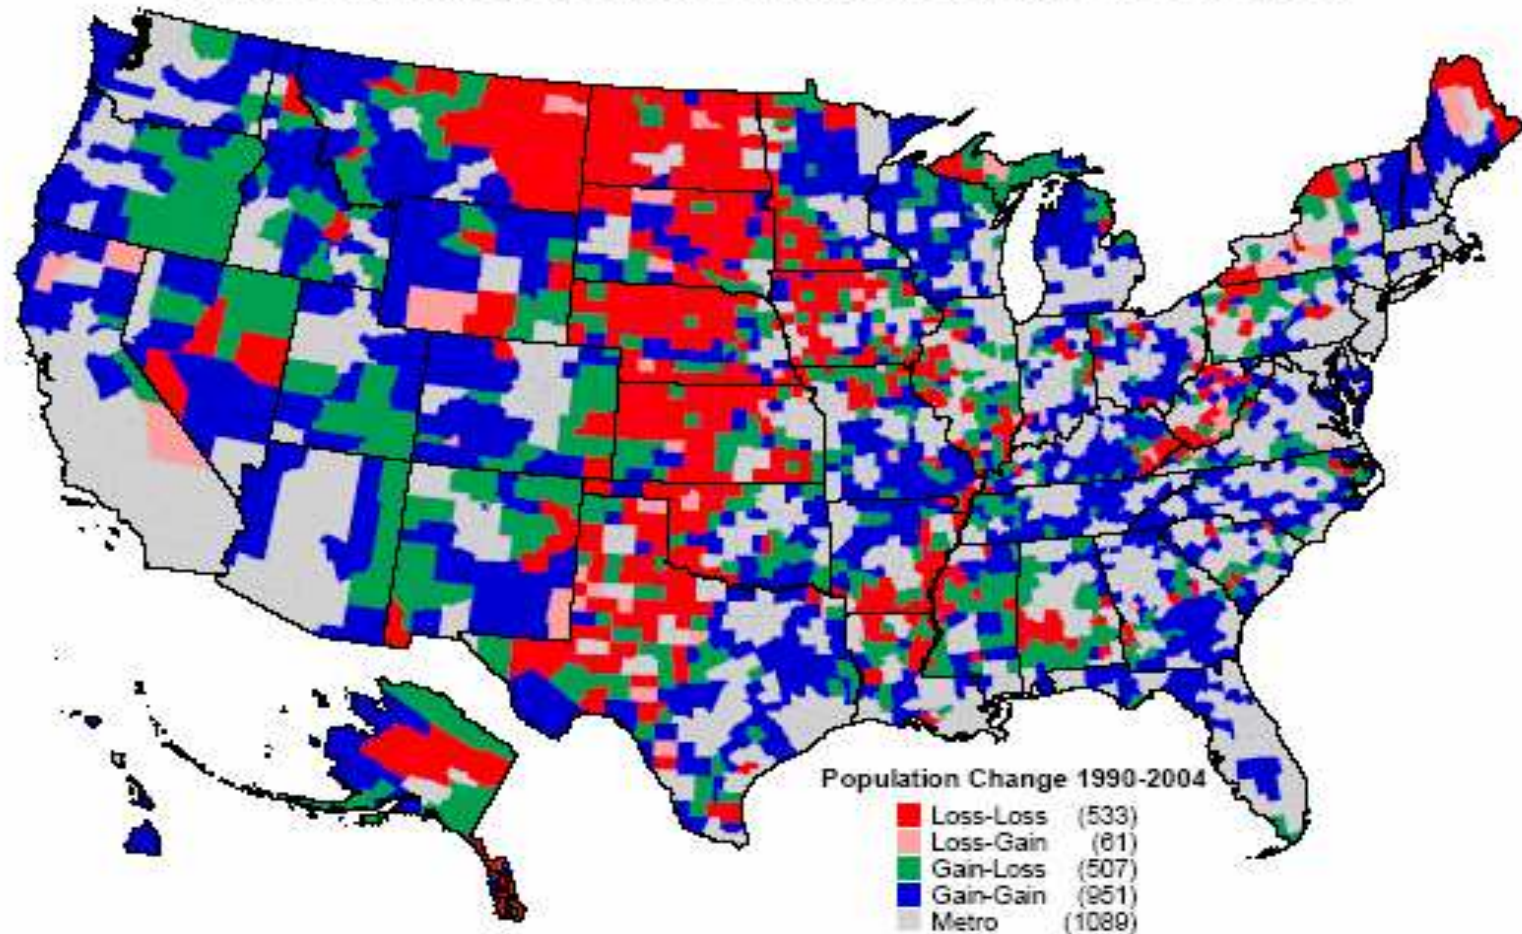 Population Change 1990-2004
Loss-Loss (533)
Loss-Gain (61)
Gain-Loss (507)
Gain-Gain (951)
Metro (1089)